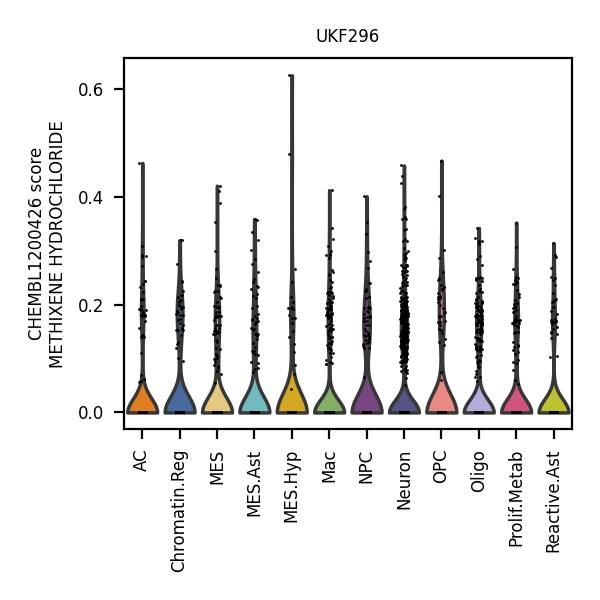 UKF296
CHEMBL1200426 score
METHIXENE HYDROCHLORIDE
0.6
0.4
0.2
0.0
AC
Chromatin.Reg
MES
MES.Ast
MES.Hyp
Mac
NPC
Neuron
OPC
Oligo
Prolif.Metab
Reactive.Ast